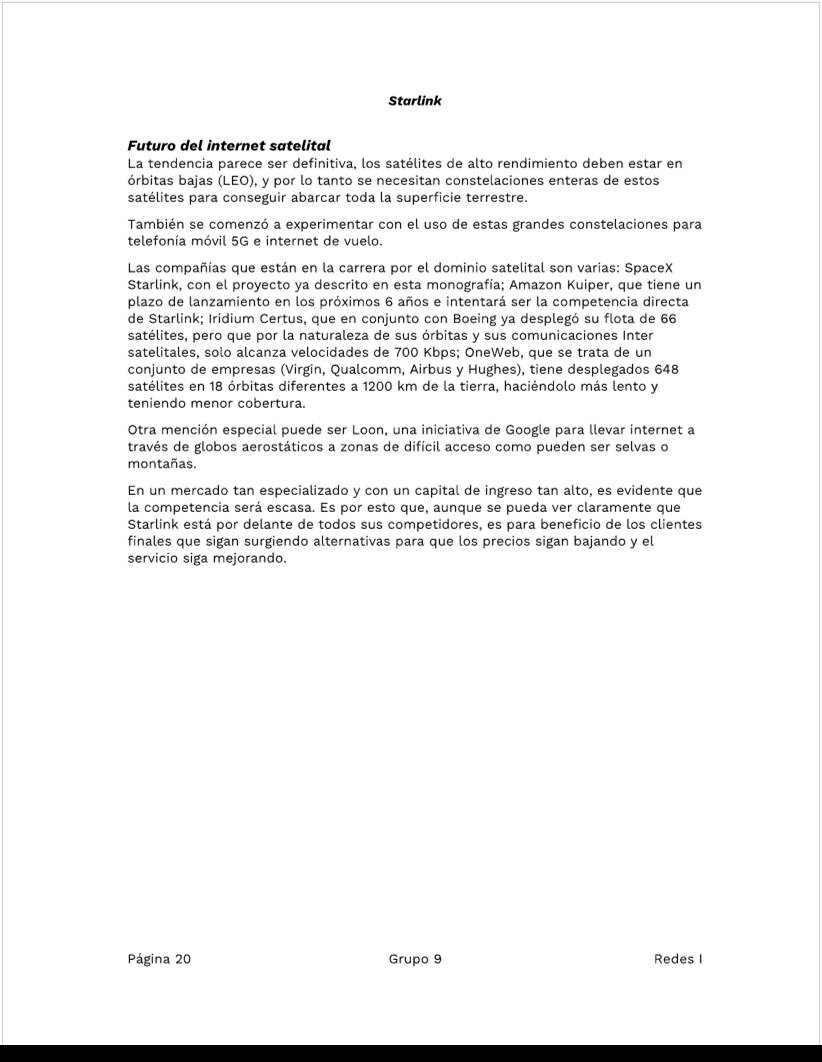 Starlink
Futuro del internet satelital
La tendencia parece ser definitiva, los satélites de alto rendimiento deben estar en
órbitas bajas (LEO), y por lo tanto se necesitan constelaciones enteras de estos
satélites para conseguir abarcar toda la superficie terrestre.
También se comenzó a experimentar con el uso de estas grandes constelaciones para
telefonía móvil 5G e internet de vuelo.
Las compañías que están en la carrera por el dominio satelital son varias: SpaceX
Starlink, con el proyecto ya descrito en esta monografía; Amazon Kuiper, que tiene un
plazo de lanzamiento en los próximos 6 años e intentará ser la competencia directa
de Starlink; Iridium Certus, que en conjunto con Boeing ya desplegó su flota de 66
satélites, pero que por la naturaleza de sus órbitas y sus comunicaciones Inter
satelitales, solo alcanza velocidades de 700 Kbps; OneWeb, que se trata de un
conjunto de empresas (Virgin, Qualcomm, Airbus y Hughes), tiene desplegados 648
satélites en 18 órbitas diferentes a 1200 km de la tierra, haciéndolo más lento y
teniendo menor cobertura.
Otra mención especial puede ser Loon, una iniciativa de Google para llevar internet a
través de globos aerostáticos a zonas de difícil acceso como pueden ser selvas o
montañas.
En un mercado tan especializado y con un capital de ingreso tan alto, es evidente que
la competencia será escasa. Es por esto que, aunque se pueda ver claramente que
Starlink está por delante de todos sus competidores, es para beneficio de los clientes
finales que sigan surgiendo alternativas para que los precios sigan bajando y el
servicio siga mejorando.
Página 20 Grupo 9 Redes I